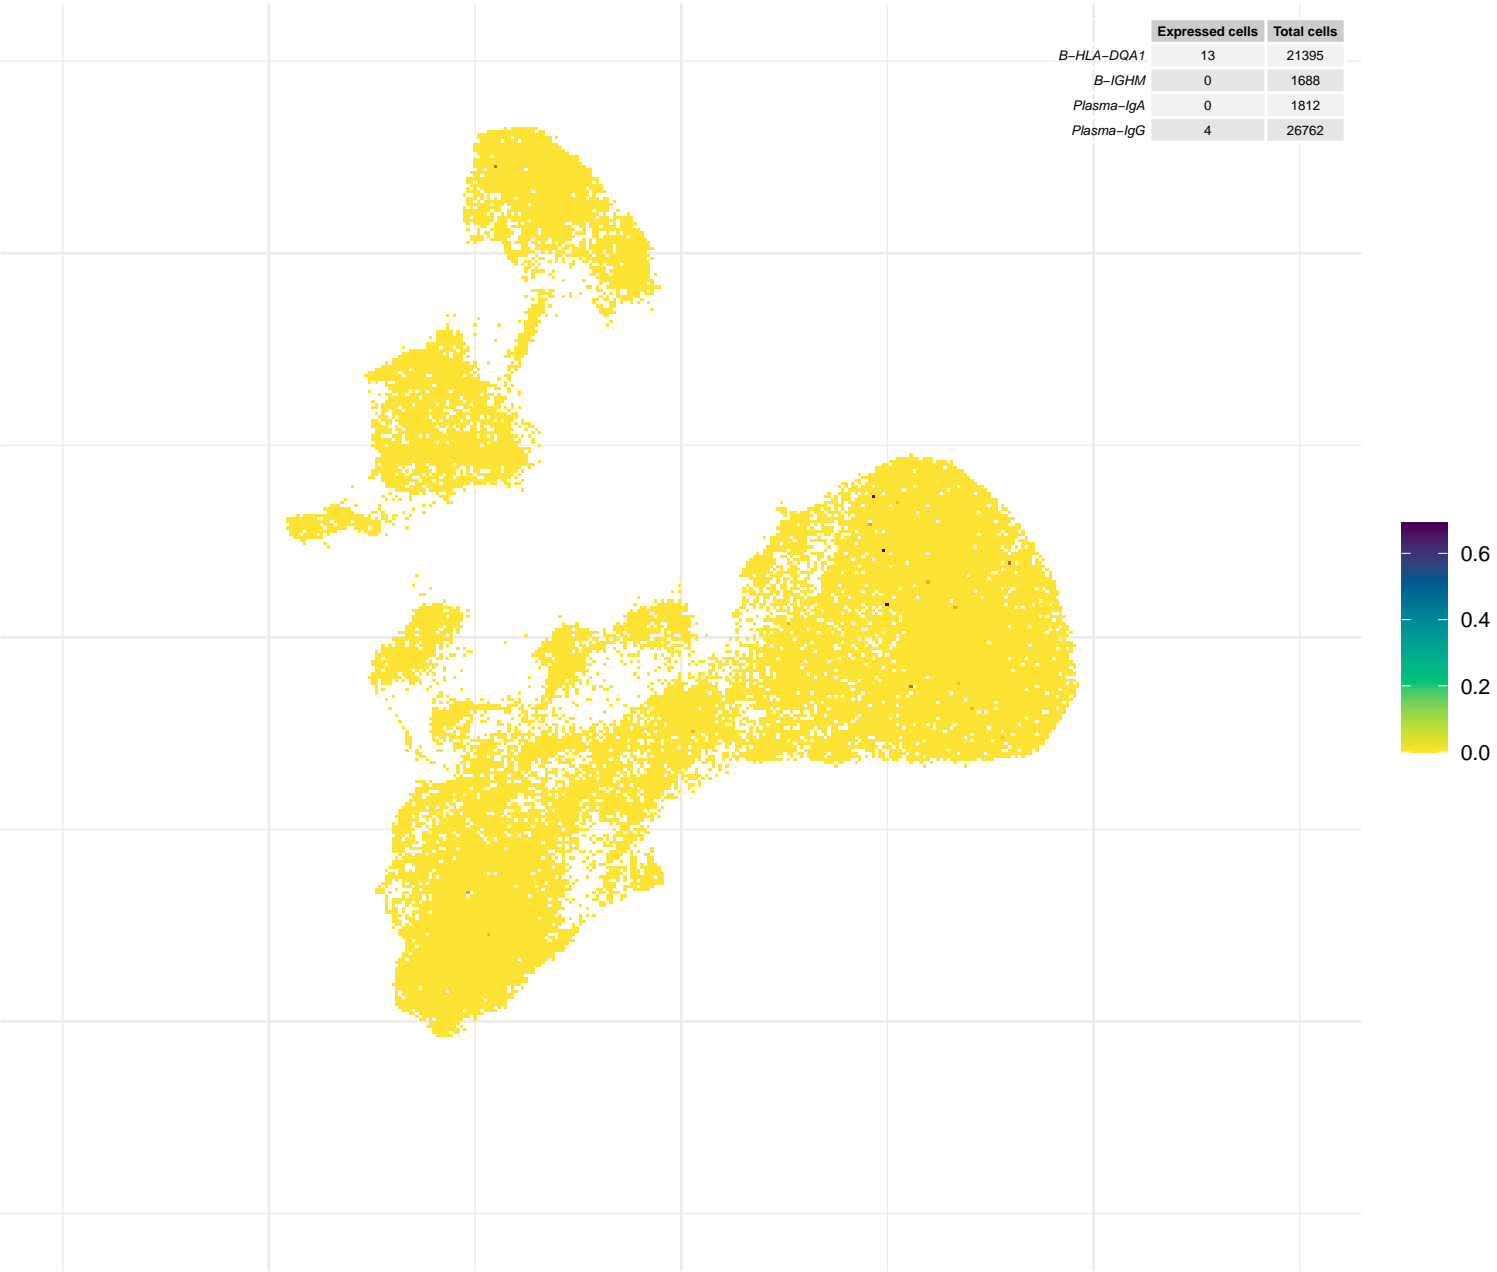 Expressed cells Total cells
B−HLA−DQA1 13 21395
B−IGHM 0 1688
Plasma−IgA 0 1812
Plasma−IgG 4 26762
0.6
0.4
0.2
0.0